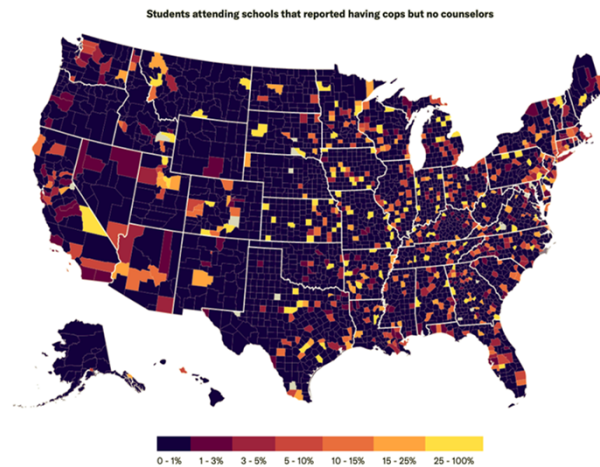 Students attending schools that reported having cops but no counselors
0 - 1% 1 - 3% 3 - 5% 5 - 10% 10 - 15% 15 - 25% 25 - 100%